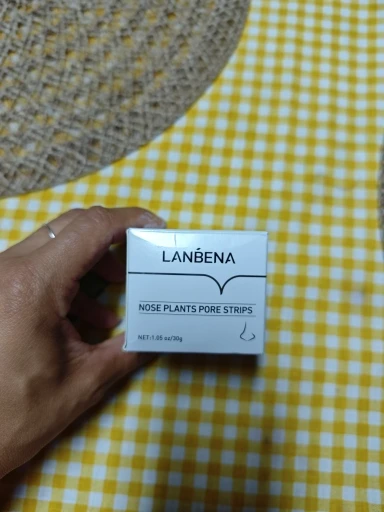 LANBENA
NOSE PLANTS PORE STRIPS
NET:1.05 oz/30g